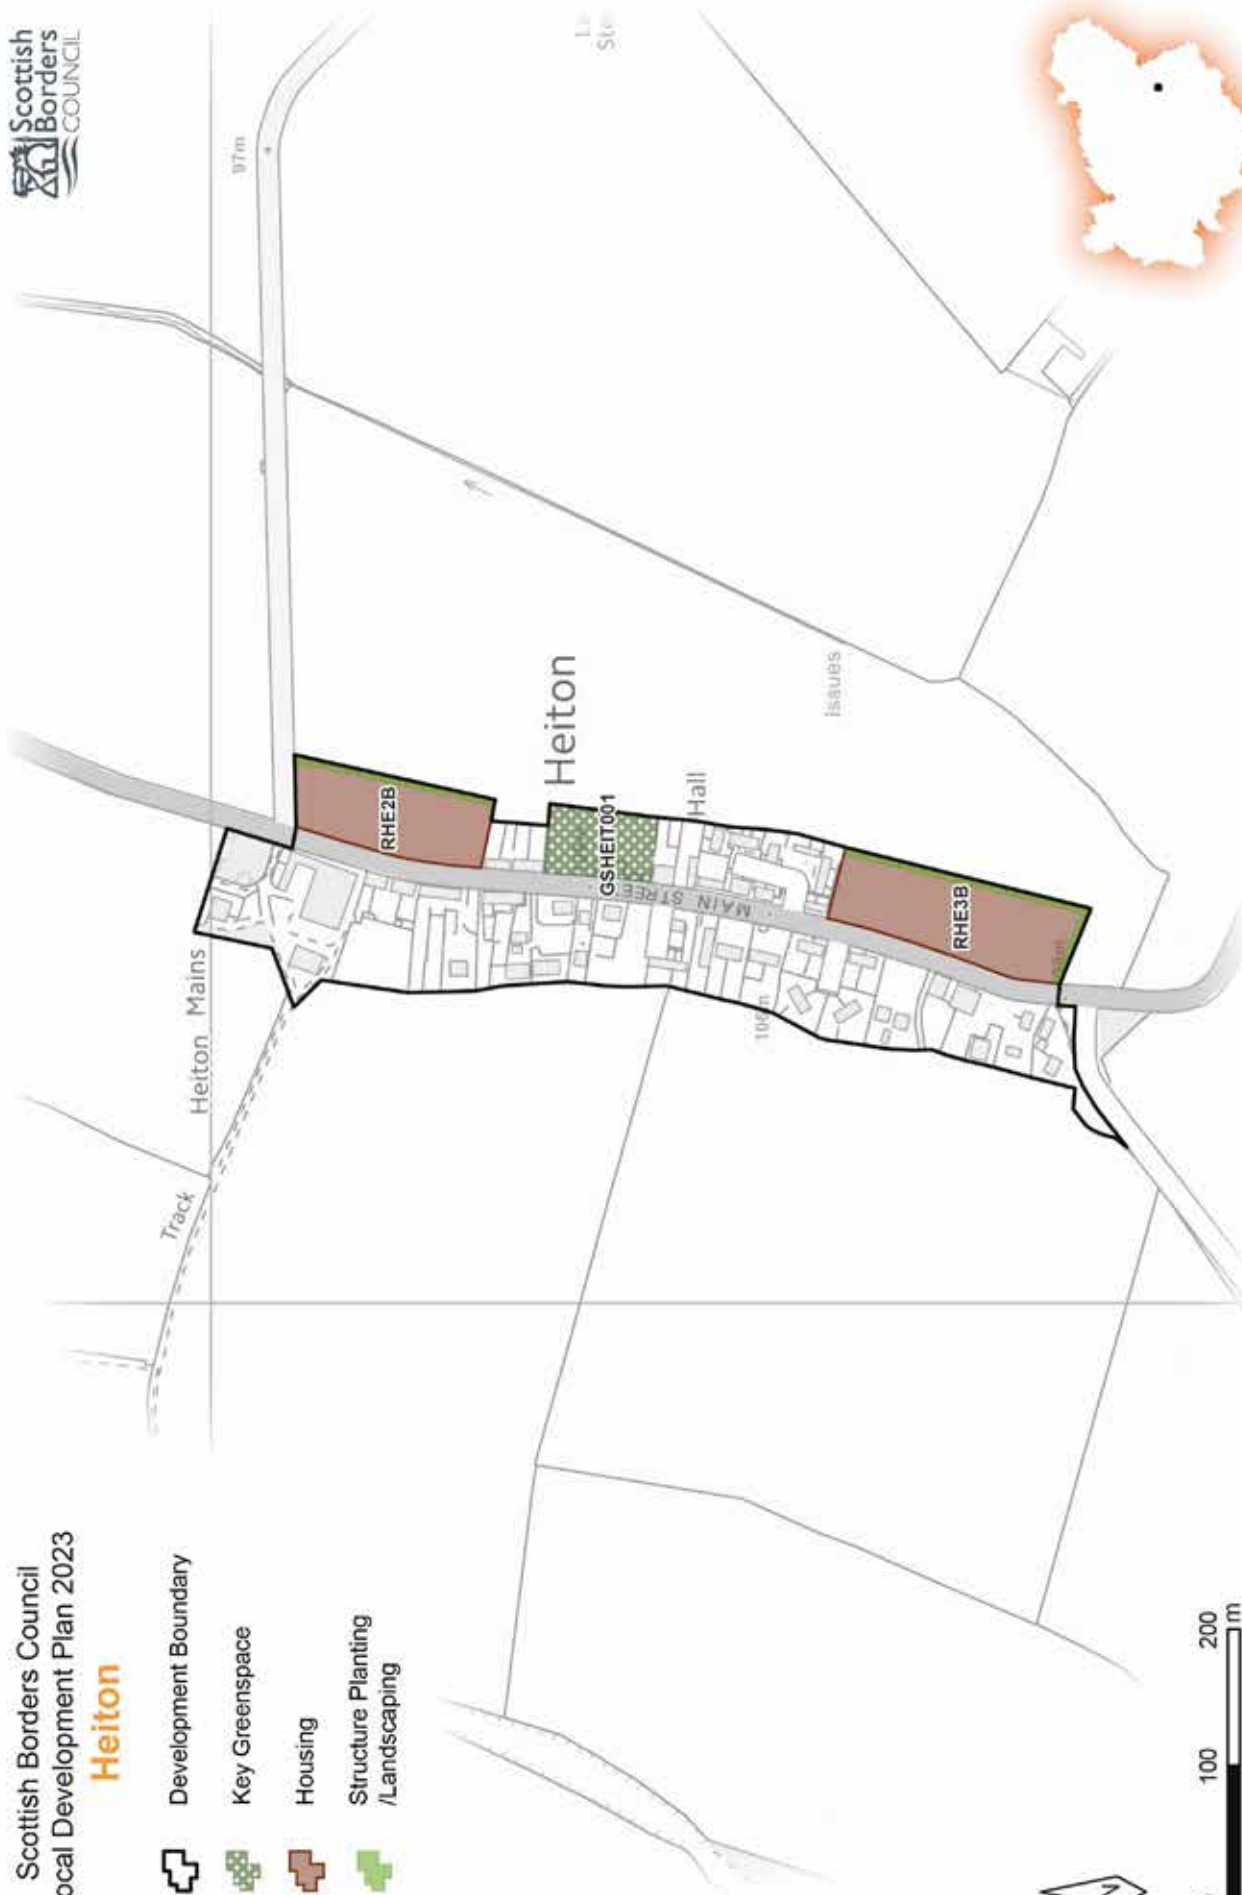 Scottish Borders Council
ocal Development Plan 2023
Heiton
Development Boundary
Key Greenspace
Housing
Structure Planting
/Landscaping
Scottish
Borders
COUNCIL
97m
Track
Heiton Mains
RHE2B
Heiton
GSHEIT001
Hall
MAIN STREE
106m
Issues
RHE3B
100
200
m
N